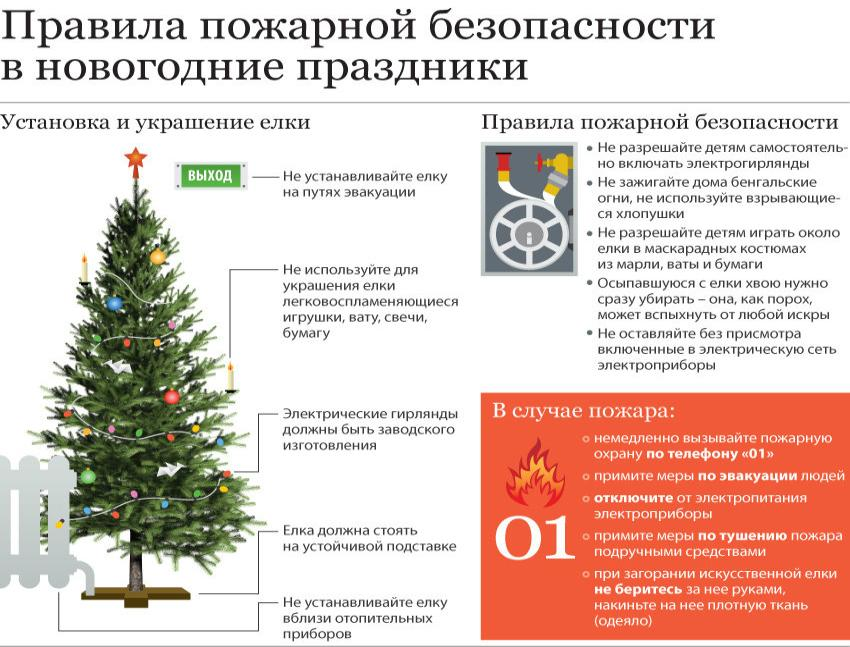 Правила пожарной безопасности
в новогодние праздники
Установка и украшение елки
ВЫХОД
Не устанавливайте елку
на путях эвакуации
Не используйте для
украшения елки
легковоспламеняющиеся
игрушки, вату, свечи,
бумагу
Электрические гирлянды
должны быть заводского
изготовления
Елка должна стоять
на устойчивой подставке
Не устанавливайте елку
вблизи отопительных
приборов
Правила пожарной безопасности
• Не разрешайте детям самостоятель-
но включать электрогирлянды
• Не зажигайте дома бенгальские
огни, не используйте взрывающие-
ся хлопушки
• Не разрешайте детям играть около
елки в маскарадных костюмах
из марли, ваты и бумаги
• Осыпавшуюся с елки хвою нужно
сразу убирать – она, как порох,
может вспыхнуть от любой искры
• Не оставляйте без присмотра
включенные в электрическую сеть
электроприборы
В случае пожара:
01
немедленно вызывайте пожарную
охрану по телефону «01»
примите меры по эвакуации людей
отключите от электропитания
электроприборы
примите меры по тушению пожара
подручными средствами
при загорании искусственной елки
не беритесь за нее руками,
накиньте на нее плотную ткань
(одеяло)